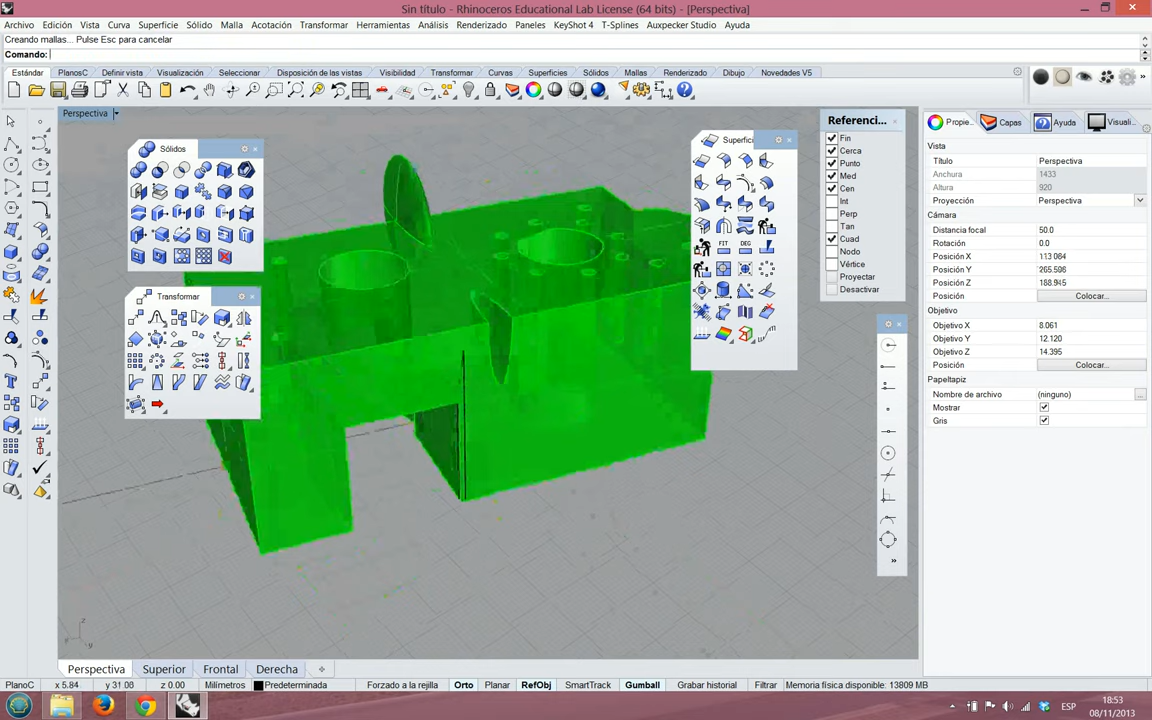 Sin título - Rhinoceros Educational Lab License (64 bits) - [Perspectiva]
Archivo Edición Vista Curva Superficie Sólido Malla Acotación Transformar Herramientas Análisis Renderizado Paneles KeyShot 4 T-Splines Auxpecker Studio Ayuda
Creando mallas... Pulse Esc para cancelar
Comando:
Estándar PlanosC Definir vista Visualización Seleccionar Disposición de las vistas Visibilidad Transformar Curvas Superficies Sólidos Mallas Renderizado Dibujo Novedades V5
Perspectiva
Sólidos
Transformar
Superfici
FIT DEG
Referenci...
Fin
Cerca
Punto
Med
Cen
Int
Perp
Tan
Cuad
Nodo
Vértice
Proyectar
Desactivar
»
Propie... Capas Ayuda Visuali...
Vista
Título Perspectiva
Anchura 1433
Altura 920
Proyección Perspectiva
Cámara
Distancia focal 50.0
Rotación 0.0
Posición X 113.084
Posición Y 265.596
Posición Z 188.945
Posición Colocar...
Objetivo
Objetivo X 8.061
Objetivo Y 12.120
Objetivo Z 14.395
Posición Colocar...
Papeltapiz
Nombre de archivo (ninguno) ...
Mostrar
Gris
z
y
Perspectiva Superior Frontal Derecha
PlanoC x 5.84 y 31.08 z 0.00 Milímetros Predeterminada Forzado a la rejilla Orto Planar RefObj SmartTrack Gumball Grabar historial Filtrar Memoria física disponible: 13809 MB
ESP
18:53
08/11/2013